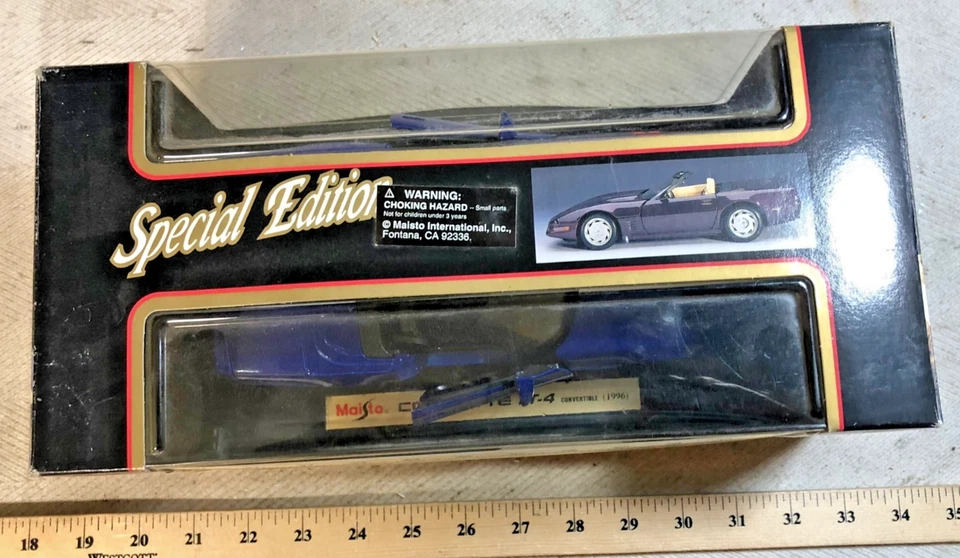 Special Edition
⚠ WARNING:
CHOKING HAZARD -- Small parts
Not for children under 3 years
© Maisto International, Inc.,
Fontana, CA 92336.
Maisto CONVERTIBLE (1996)
18 19 20 21 22 23 24 25 26 27 28 29 30 31 32 33 34 35
WESTCOTT